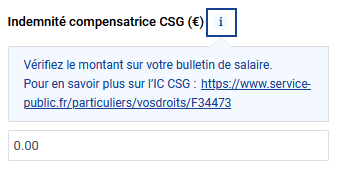 Indemnité compensatrice CSG (€) i
Vérifiez le montant sur votre bulletin de salaire.
Pour en savoir plus sur l'IC CSG : https://www.service-
public.fr/particuliers/vosdroits/F34473
0.00